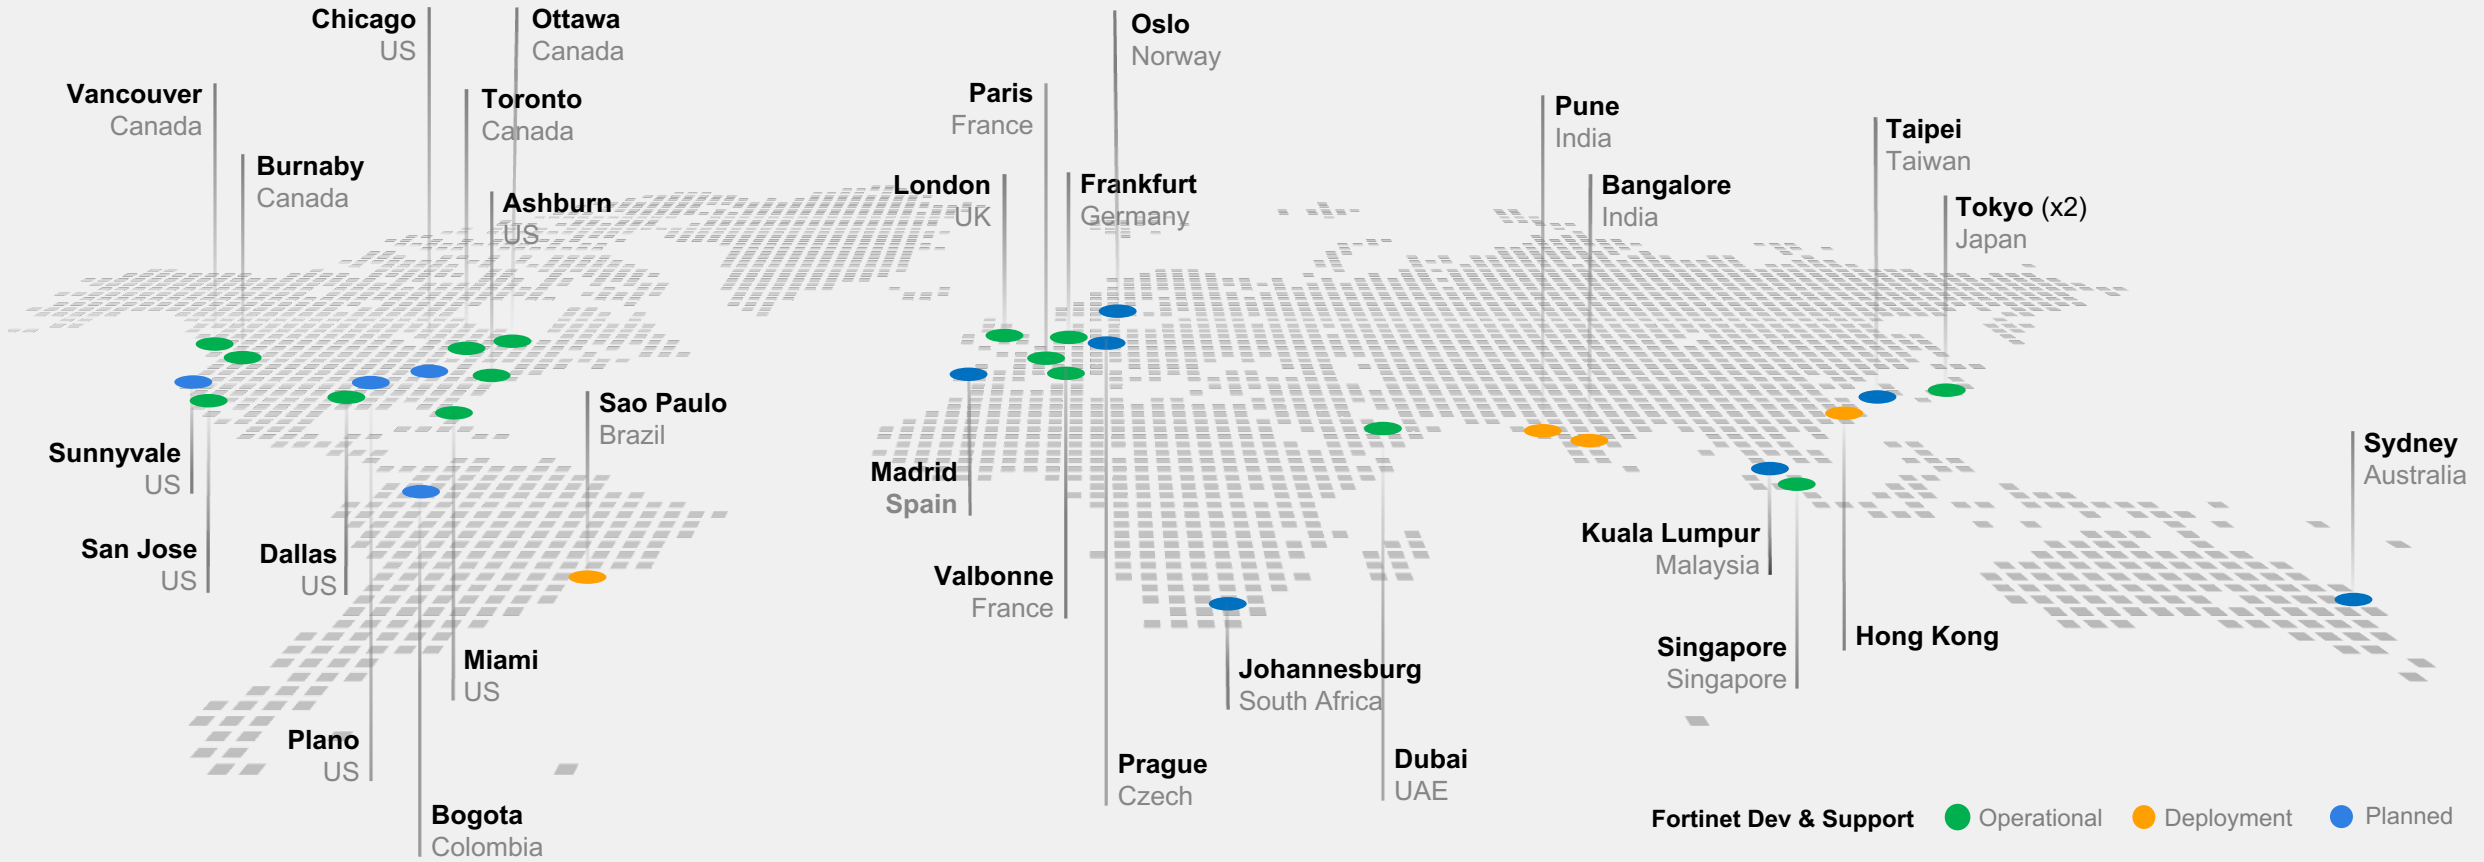 Chicago
US
Ottawa
Canada
Oslo
Norway
Vancouver
Canada
Toronto
Canada
Paris
France
Pune
India
Taipei
Taiwan
Burnaby
Canada
Ashburn
US
London
UK
Frankfurt
Germany
Bangalore
India
Tokyo (x2)
Japan
Sao Paulo
Brazil
Sunnyvale
US
Madrid
Spain
Sydney
Australia
San Jose
US
Dallas
US
Valbonne
France
Kuala Lumpur
Malaysia
Miami
US
Johannesburg
South Africa
Singapore
Singapore
Hong Kong
Plano
US
Prague
Czech
Dubai
UAE
Bogota
Colombia
Fortinet Dev & Support Operational Deployment Planned